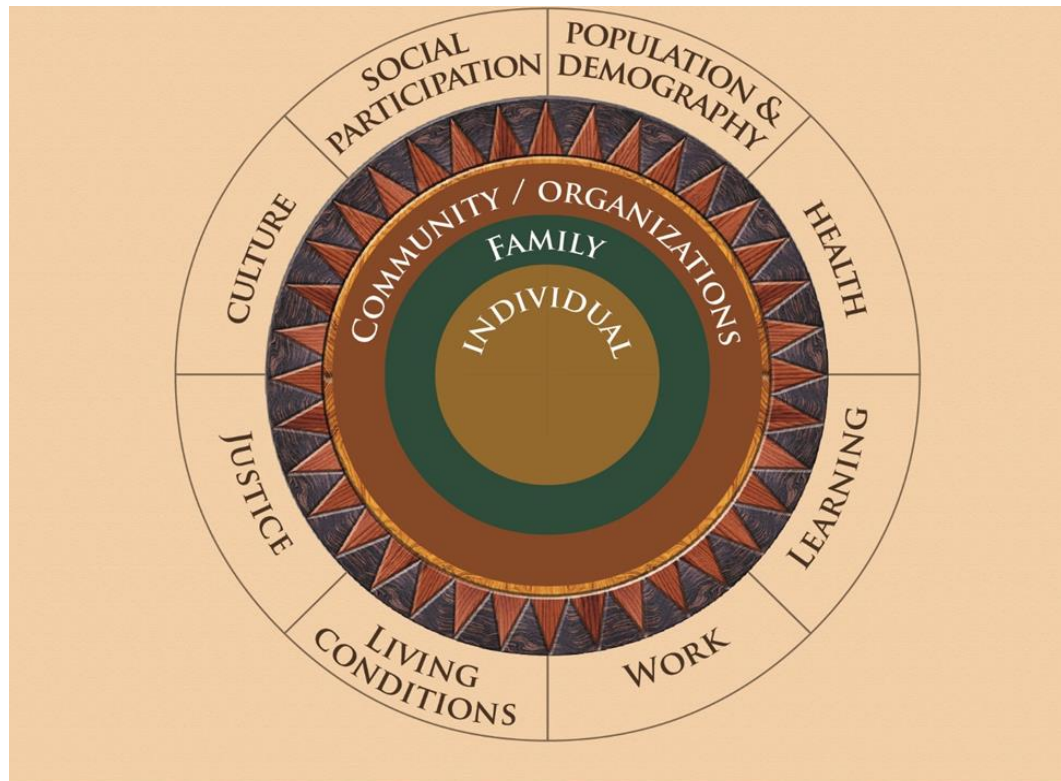 SOCIAL
PARTICIPATION
POPULATION &
DEMOGRAPHY
HEALTH
LEARNING
WORK
LIVING
CONDITIONS
JUSTICE
CULTURE
COMMUNITY / ORGANIZATIONS
FAMILY
INDIVIDUAL